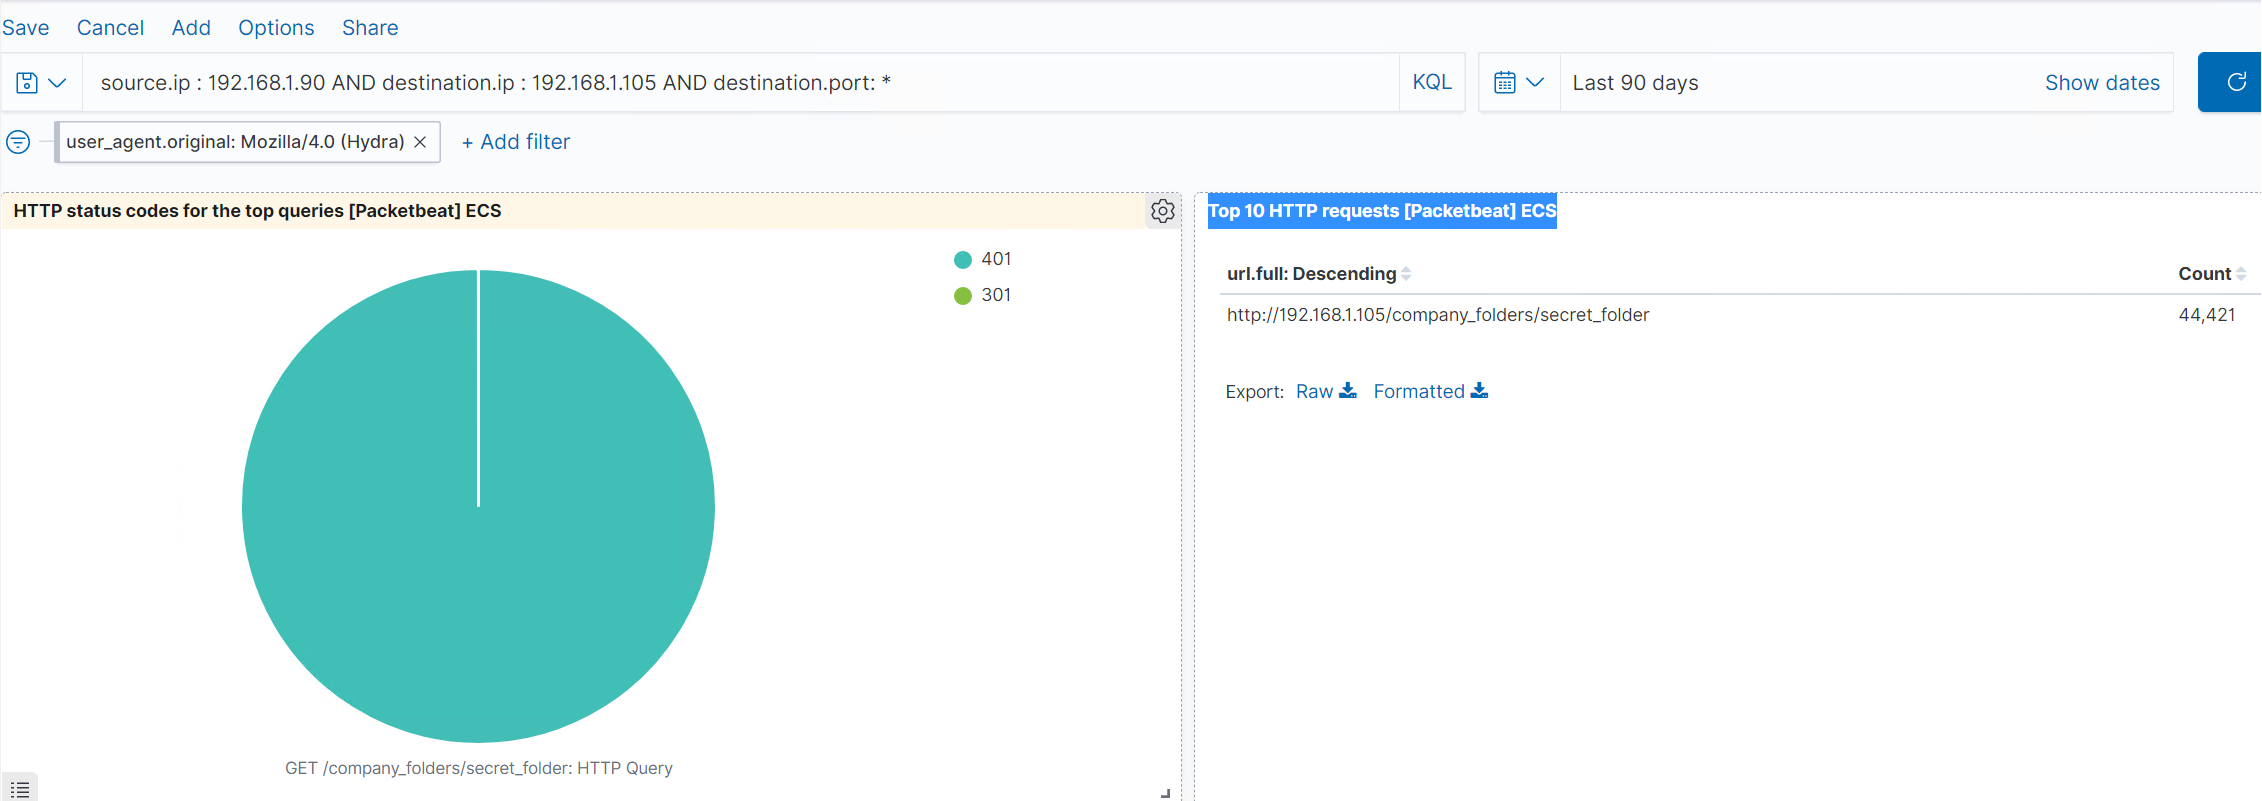 Save Cancel Add Options Share
source.ip : 192.168.1.90 AND destination.ip : 192.168.1.105 AND destination.port: * KQL Last 90 days Show dates
user_agent.original: Mozilla/4.0 (Hydra) × + Add filter
HTTP status codes for the top queries [Packetbeat] ECS
401
301
GET /company_folders/secret_folder: HTTP Query
Top 10 HTTP requests [Packetbeat] ECS
url.full: Descending Count
http://192.168.1.105/company_folders/secret_folder 44,421
Export: Raw Formatted